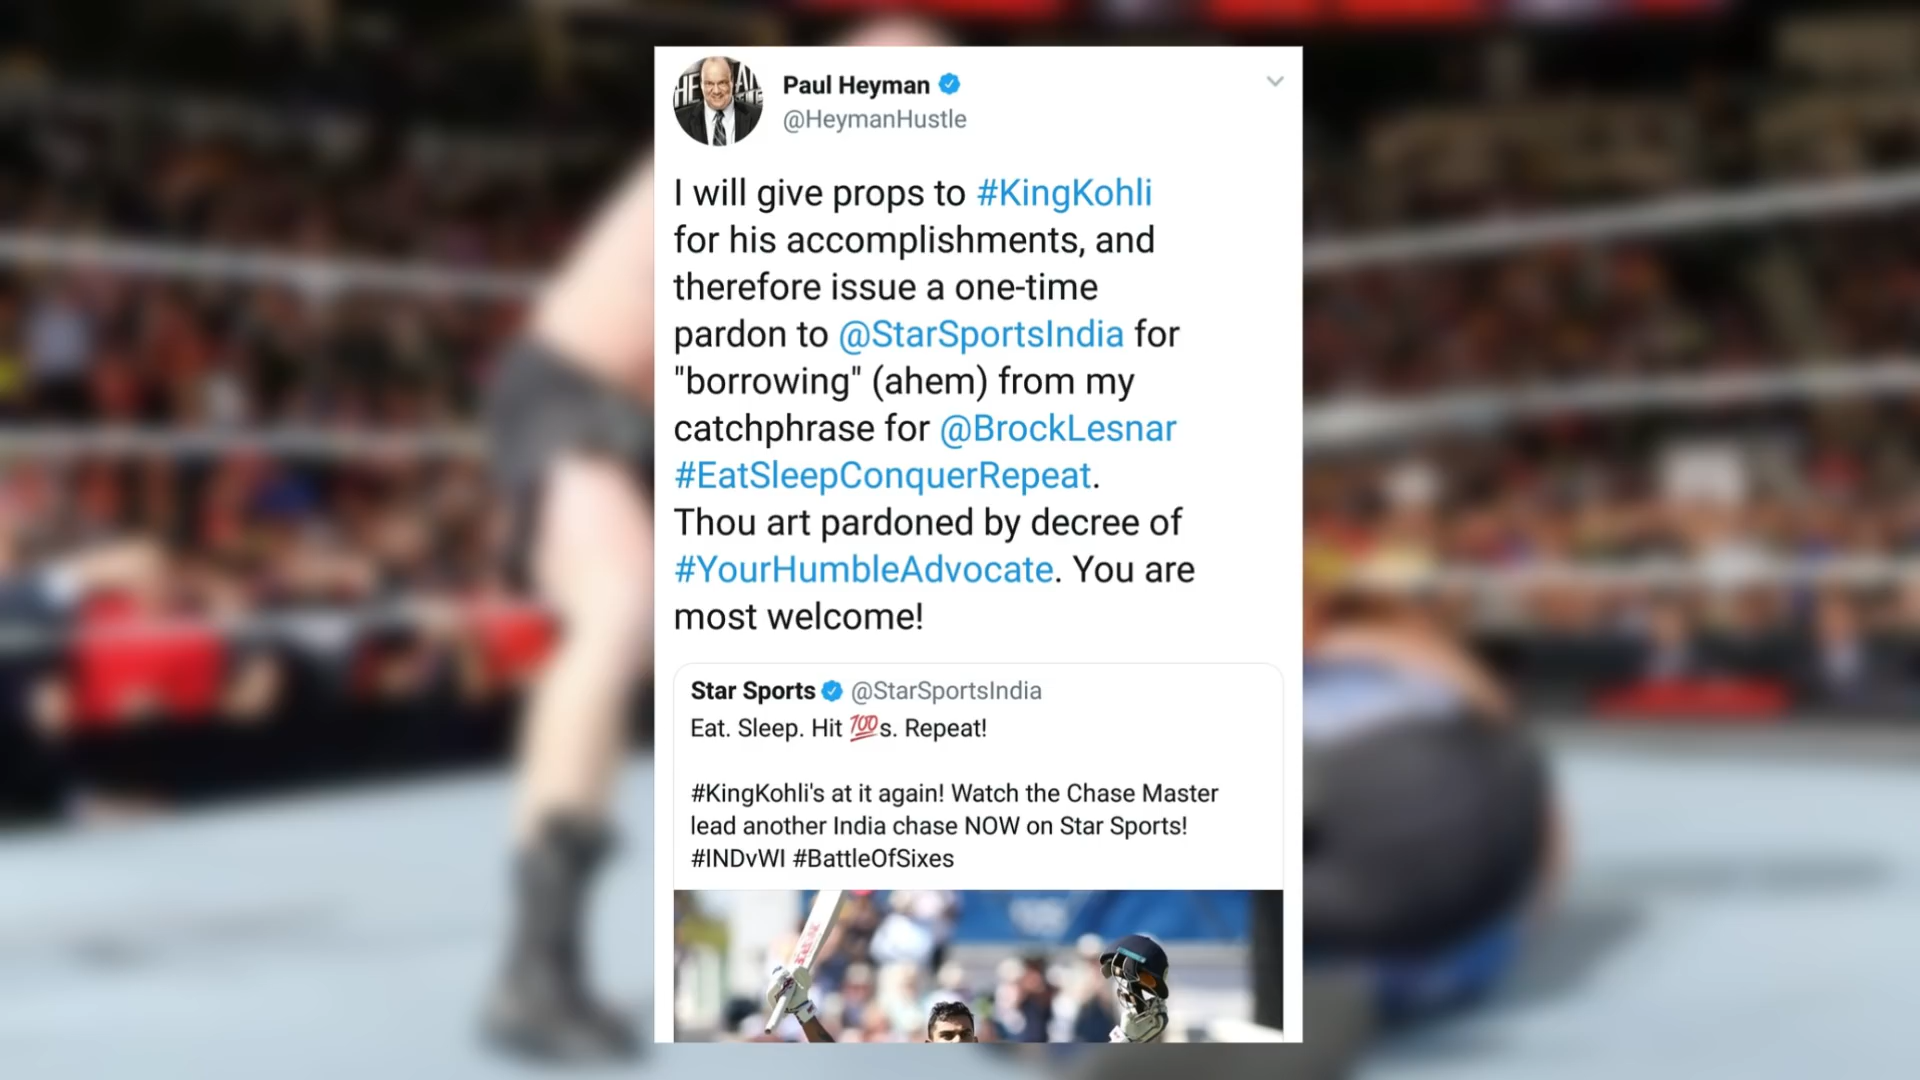 Paul Heyman
@HeymanHustle
I will give props to #KingKohli
for his accomplishments, and
therefore issue a one-time
pardon to @StarSportsIndia for
"borrowing" (ahem) from my
catchphrase for @BrockLesnar
#EatSleepConquerRepeat.
Thou art pardoned by decree of
#YourHumbleAdvocate. You are
most welcome!
Star Sports @StarSportsIndia
Eat. Sleep. Hit 💯s. Repeat!
#KingKohli's at it again! Watch the Chase Master
lead another India chase NOW on Star Sports!
#INDvWI #BattleOfSixes